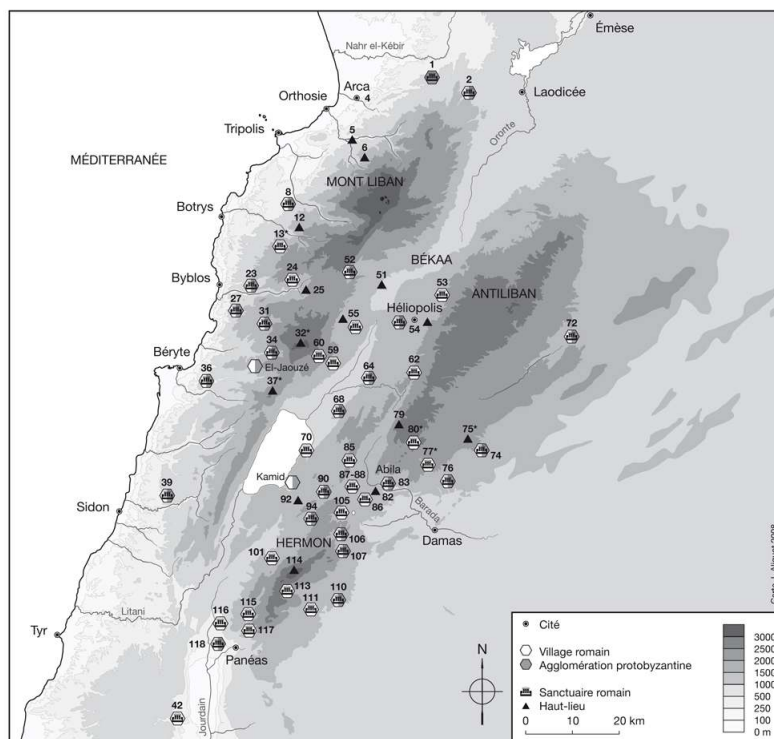 Émèse
Nahr el-Kébir
1
2
Arca
4
Laodicée
Orthosie
Oronte
Tripolis
5
6
MÉDITERRANÉE
MONT LIBAN
8
Botrys
12
13*
BÉKAA
52
24
51
23
25
53
Byblos
ANTILIBAN
27
31
55
Héliopolis
54
72
32*
34
60
59
Béryte
El-Jaouzé
36
62
64
37*
68
79
80*
75*
70
74
77*
85
Abila
76
Kamid
87-88
83
39
90
82
92
86
105
Barada
Sidon
94
Damas
106
HERMON
107
101
114
113
110
Litani
115
111
116
117
Tyr
118
Panéas
42
Jourdain
N
Cité
Village romain
Agglomération protobyzantine
Sanctuaire romain
Haut-lieu
0 10 20 km
3000
2500
2000
1500
1000
500
250
100
0 m
Carte J. Aliquot 2008